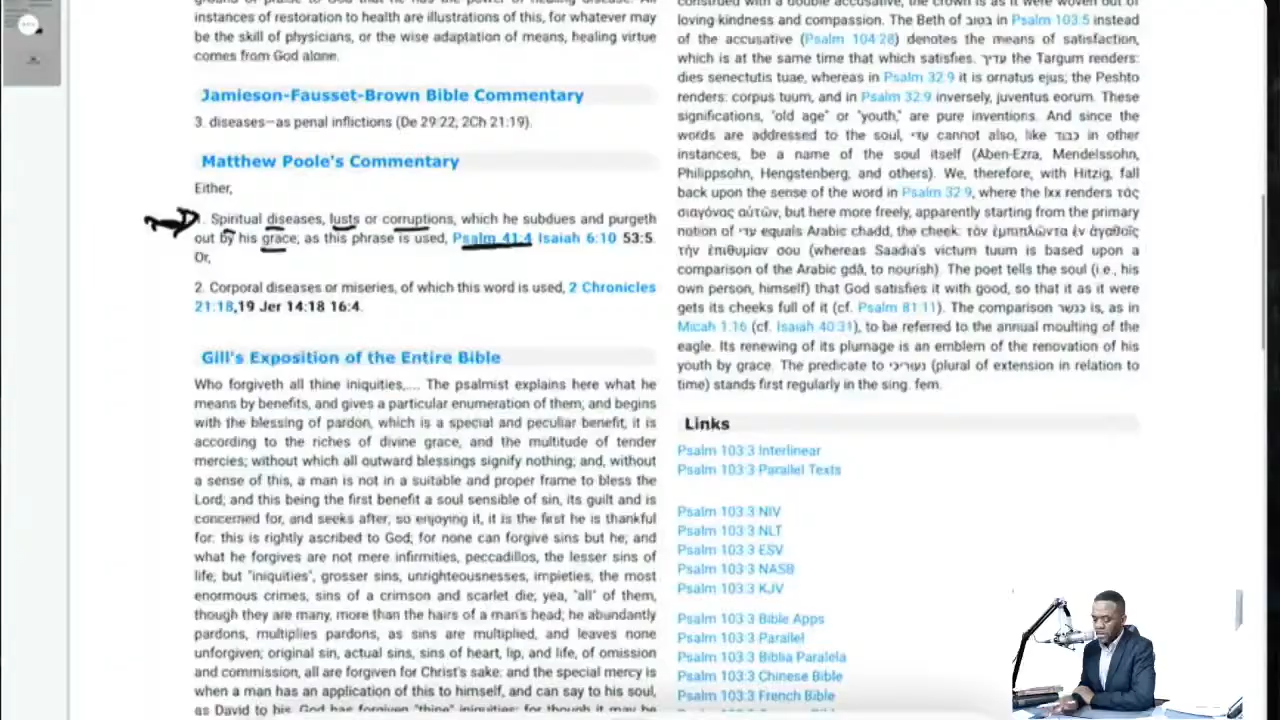 instances of restoration to health are illustrations of this, for whatever may
be the skill of physicians, or the wise adaptation of means, healing virtue
comes from God alone.
Jamieson-Fausset-Brown Bible Commentary
3. diseases—as penal inflictions (De 29:22; 2Ch 21:19).
Matthew Poole's Commentary
Either,
1. Spiritual diseases, lusts or corruptions, which he subdues and purgeth
out by his grace, as this phrase is used, Psalm 41:4 Isaiah 6:10 53:5.
Or,
2. Corporal diseases or miseries, of which this word is used, 2 Chronicles
21:18,19 Jer 14:18 16:4.
Gill's Exposition of the Entire Bible
Who forgiveth all thine iniquities,.... The psalmist explains here what he
means by benefits, and gives a particular enumeration of them; and begins
with the blessing of pardon, which is a special and peculiar benefit; it is
according to the riches of divine grace, and the multitude of tender
mercies; without which all outward blessings signify nothing; and, without
a sense of this, a man is not in a suitable and proper frame to bless the
Lord; and this being the first benefit a soul sensible of sin, its guilt and is
concerned for, and seeks after, so enjoying it, it is the first he is thankful
for: this is rightly ascribed to God; for none can forgive sins but he; and
what he forgives are not mere infirmities, peccadillos, the lesser sins of
life; but "iniquities", grosser sins, unrighteousnesses, impieties, the most
enormous crimes, sins of a crimson and scarlet die; yea, "all" of them,
though they are many, more than the hairs of a man's head; he abundantly
pardons, multiplies pardons, as sins are multiplied, and leaves none
unforgiven; original sin, actual sins, sins of heart, lip, and life, of omission
and commission, all are forgiven for Christ's sake: and the special mercy is
when a man has an application of this to himself, and can say to his soul,
as David to his, God has forgiven "thine" iniquities; for though it may be
loving kindness and compassion. The Beth of בטוב in Psalm 103:5 instead
of the accusative (Psalm 104:28) denotes the means of satisfaction,
which is at the same time that which satisfies. עדיך the Targum renders:
dies senectutis tuae, whereas in Psalm 32:9 it is ornatus ejus; the Peshto
renders: corpus tuum, and in Psalm 32:9 inversely, juventus eorum. These
significations, "old age" or "youth," are pure inventions. And since the
words are addressed to the soul, עדי cannot also, like כבוד in other
instances, be a name of the soul itself (Aben-Ezra, Mendelssohn,
Philippsohn, Hengstenberg, and others). We, therefore, with Hitzig, fall
back upon the sense of the word in Psalm 32:9, where the lxx renders τὰς
σιαγόνας αὐτῶν, but here more freely, apparently starting from the primary
notion of עדי equals Arabic chadd, the cheek: τὸν ἐμπιπλῶντα ἐν ἀγαθοῖς
τὴν ἐπιθυμίαν σου (whereas Saadia's victum tuum is based upon a
comparison of the Arabic gdâ, to nourish). The poet tells the soul (i.e., his
own person, himself) that God satisfies it with good, so that it as it were
gets its cheeks full of it (cf. Psalm 81:11). The comparison כנשר is, as in
Micah 1:16 (cf. Isaiah 40:31), to be referred to the annual moulting of the
eagle. Its renewing of its plumage is an emblem of the renovation of his
youth by grace. The predicate to נעוריכי (plural of extension in relation to
time) stands first regularly in the sing. fem.
Links
Psalm 103:3 Interlinear
Psalm 103:3 Parallel Texts
Psalm 103:3 NIV
Psalm 103:3 NLT
Psalm 103:3 ESV
Psalm 103:3 NASB
Psalm 103:3 KJV
Psalm 103:3 Bible Apps
Psalm 103:3 Parallel
Psalm 103:3 Biblia Paralela
Psalm 103:3 Chinese Bible
Psalm 103:3 French Bible